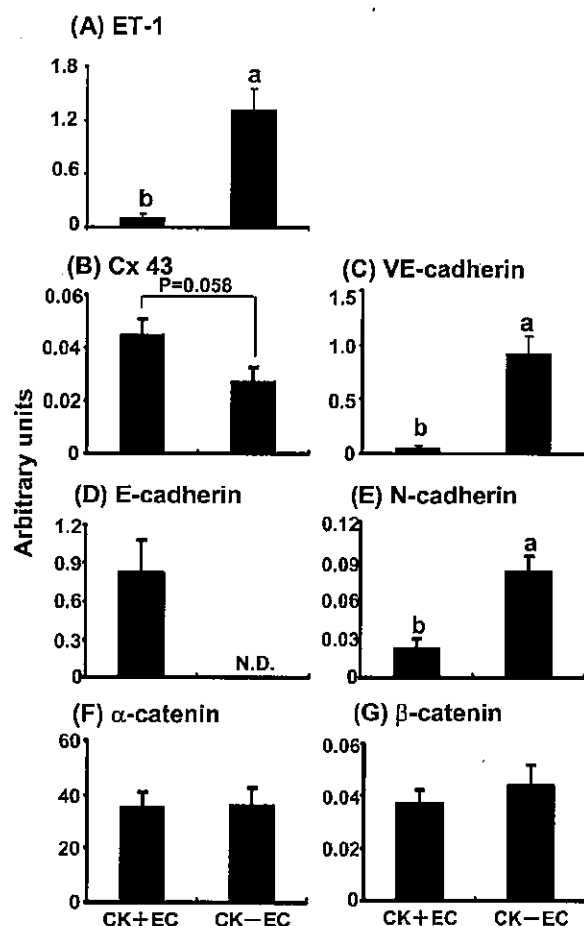 (A) ET-1
1.8
1.2
0.6
0
b
a
(B) Cx 43
P=0.058
0.06
0.04
0.02
0
(C) VE-cadherin
1.5
1.0
0.5
0
b
a
Arbitrary units
(D) E-cadherin
1.2
0.9
0.6
0.3
0
N.D.
(E) N-cadherin
0.12
0.09
0.06
0.03
0
b
a
(F) α-catenin
60
40
20
0
CK+EC CK−EC
(G) β-catenin
0.06
0.04
0.02
0.00
CK+EC CK−EC